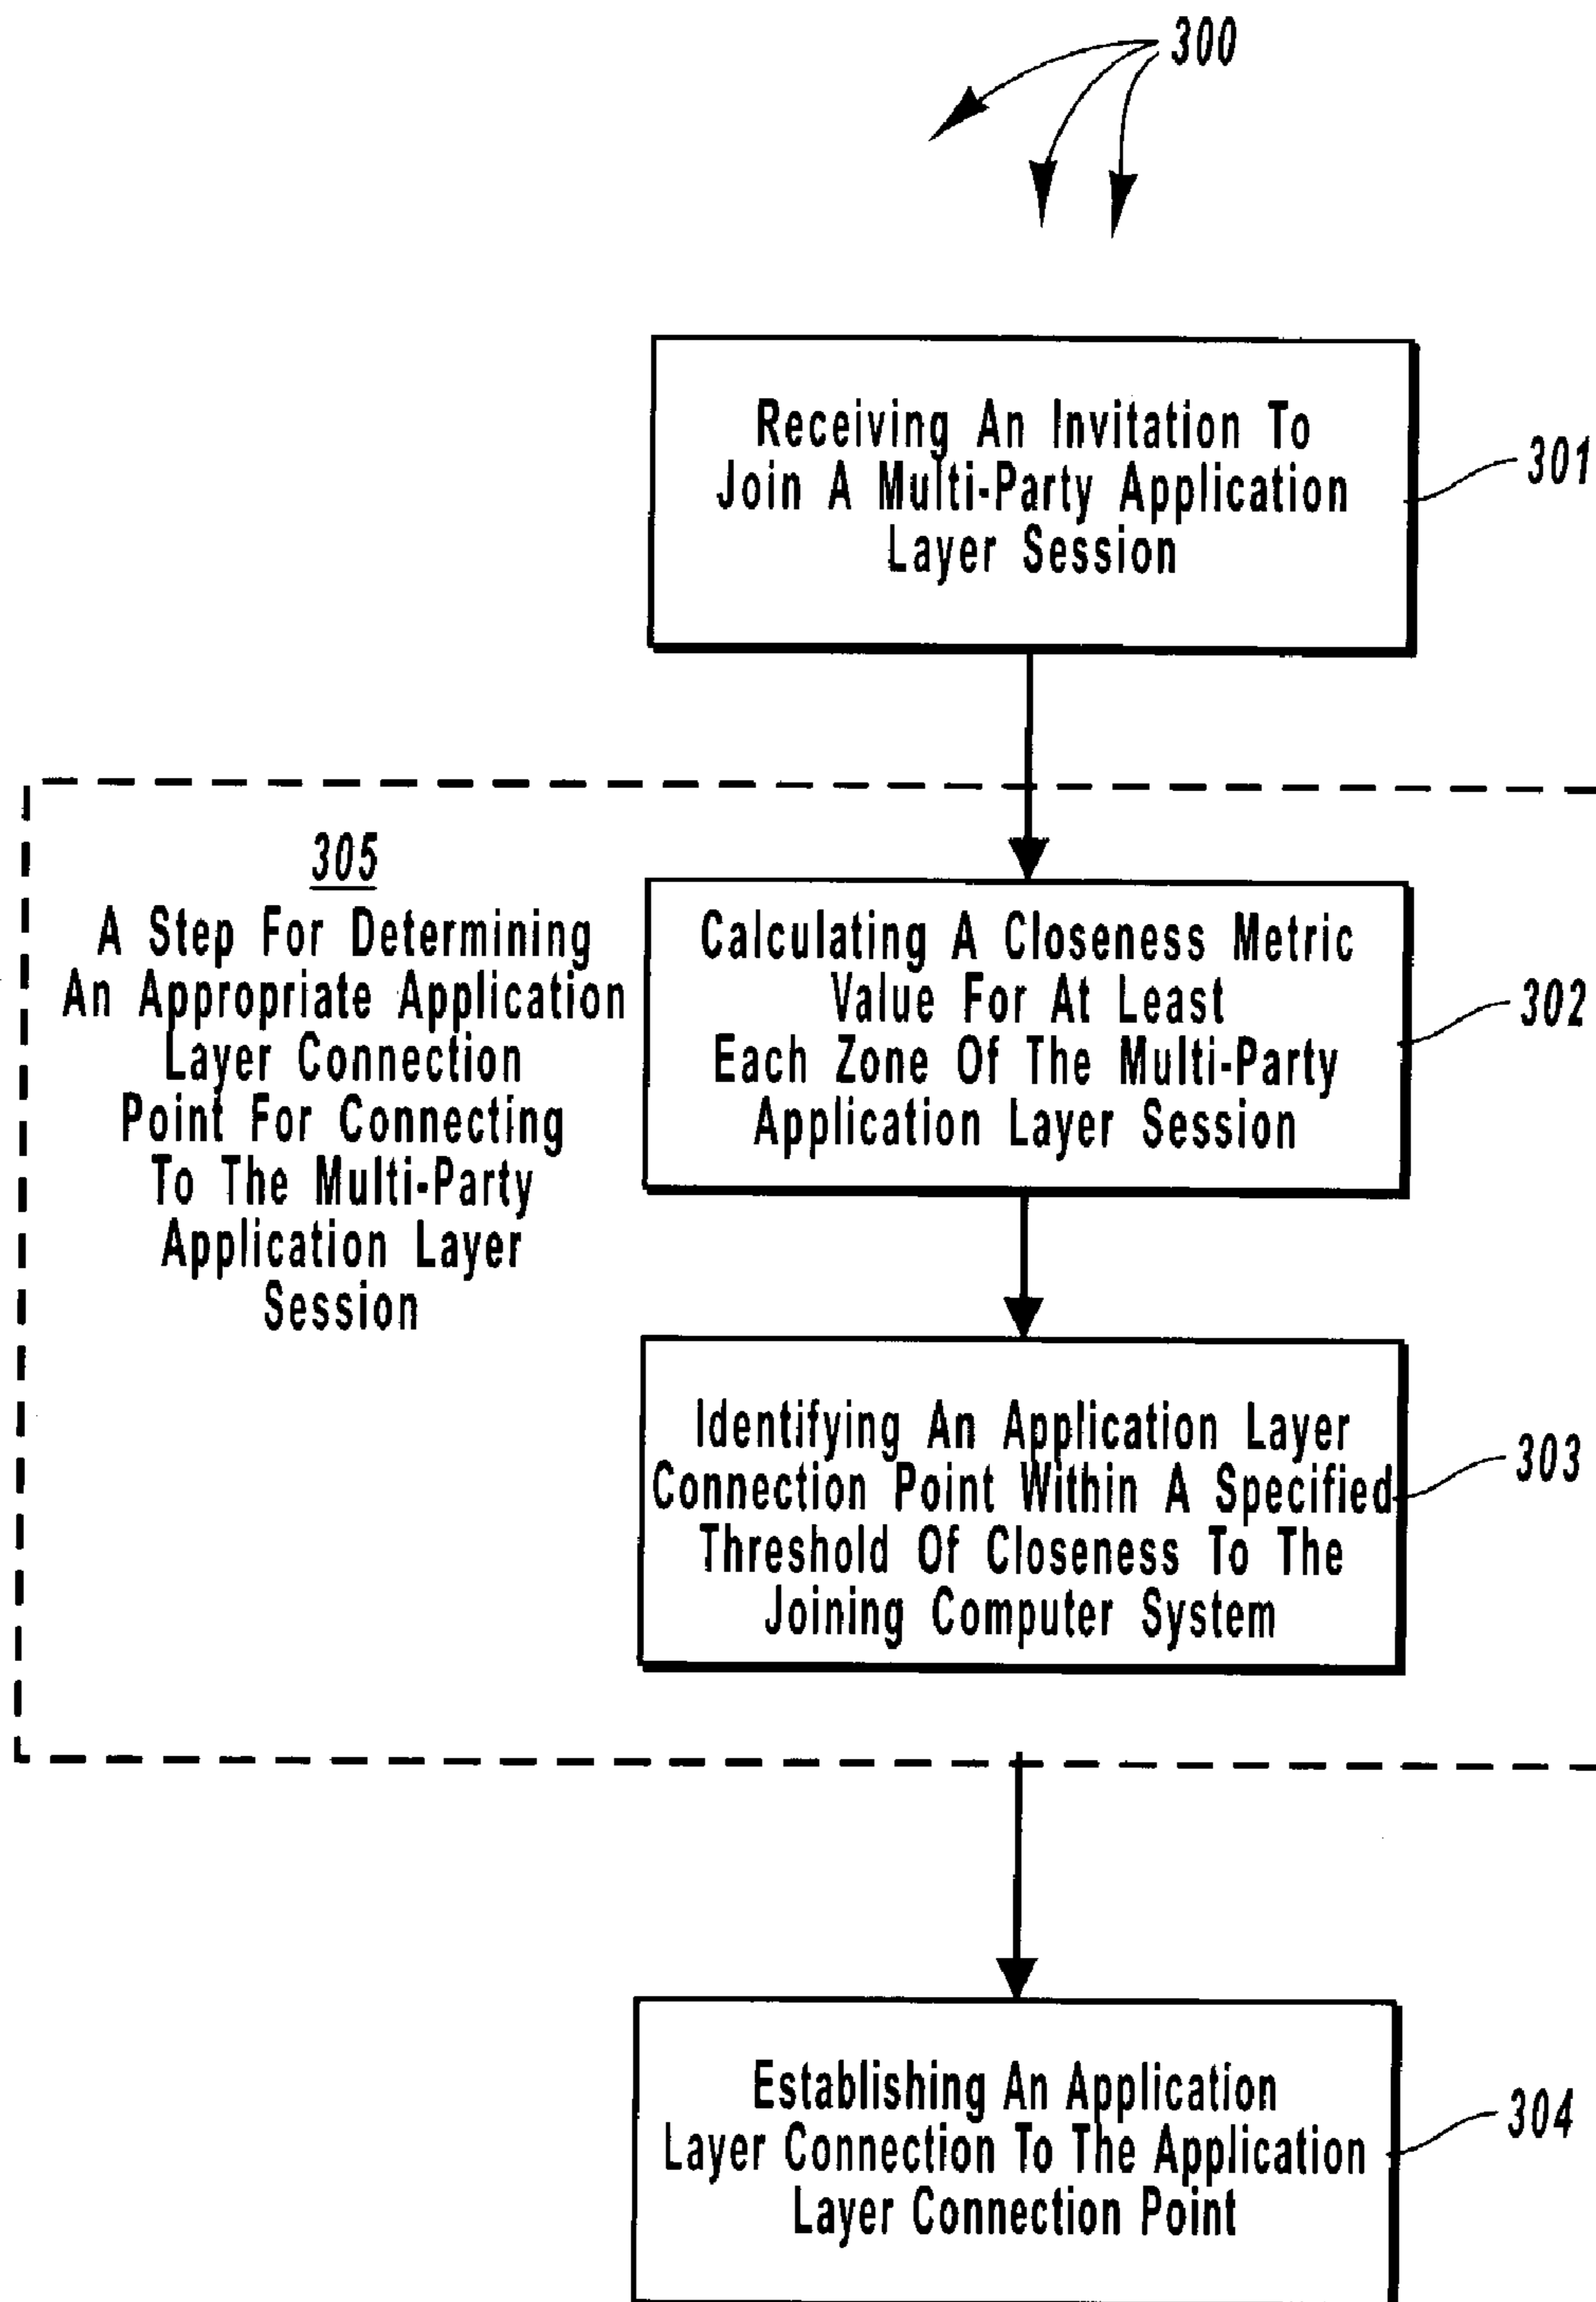 300
Receiving An Invitation To
Join A Multi-Party Application
Layer Session
301
305
A Step For Determining
An Appropriate Application
Layer Connection
Point For Connecting
To The Multi-Party
Application Layer
Session
Calculating A Closeness Metric
Value For At Least
Each Zone Of The Multi-Party
Application Layer Session
302
Identifying An Application Layer
Connection Point Within A Specified
Threshold Of Closeness To The
Joining Computer System
303
Establishing An Application
Layer Connection To The Application
Layer Connection Point
304